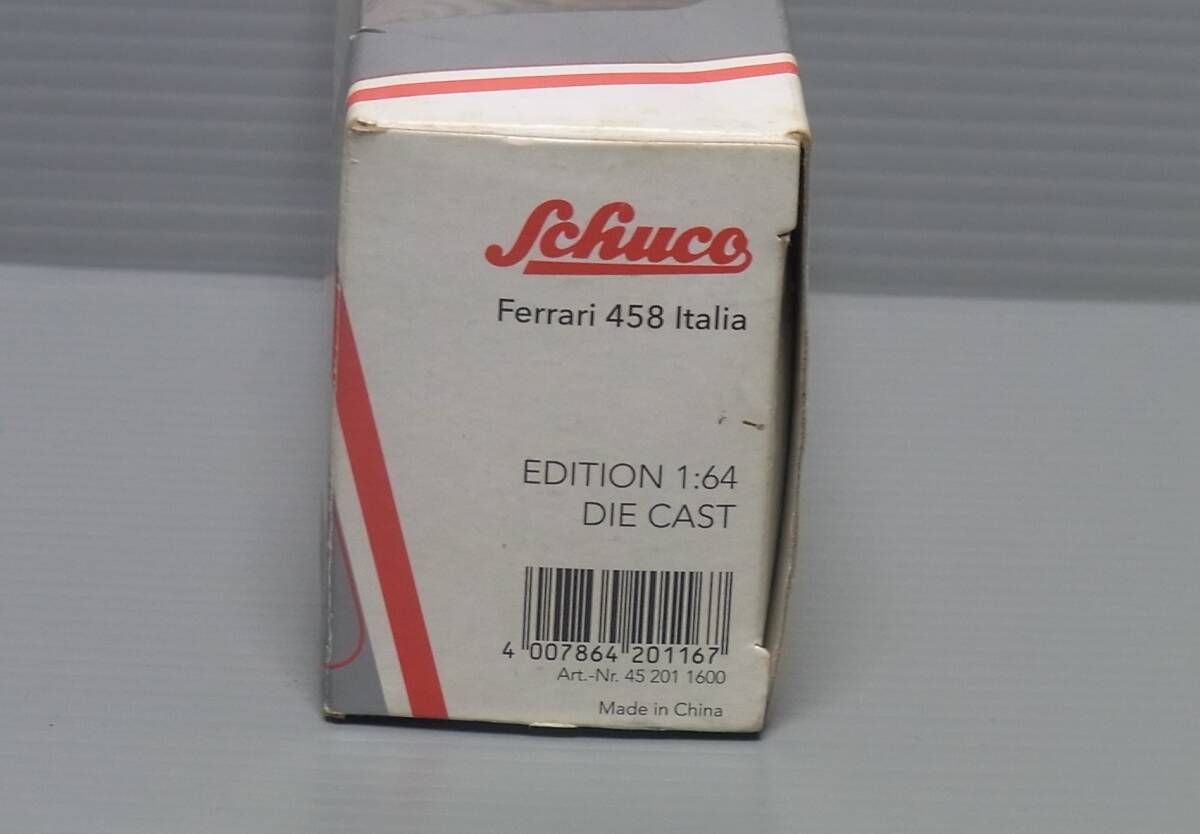 Schuco
Ferrari 458 Italia
EDITION 1:64
DIE CAST
4 007864 201167
Art.-Nr. 45 201 1600
Made in China